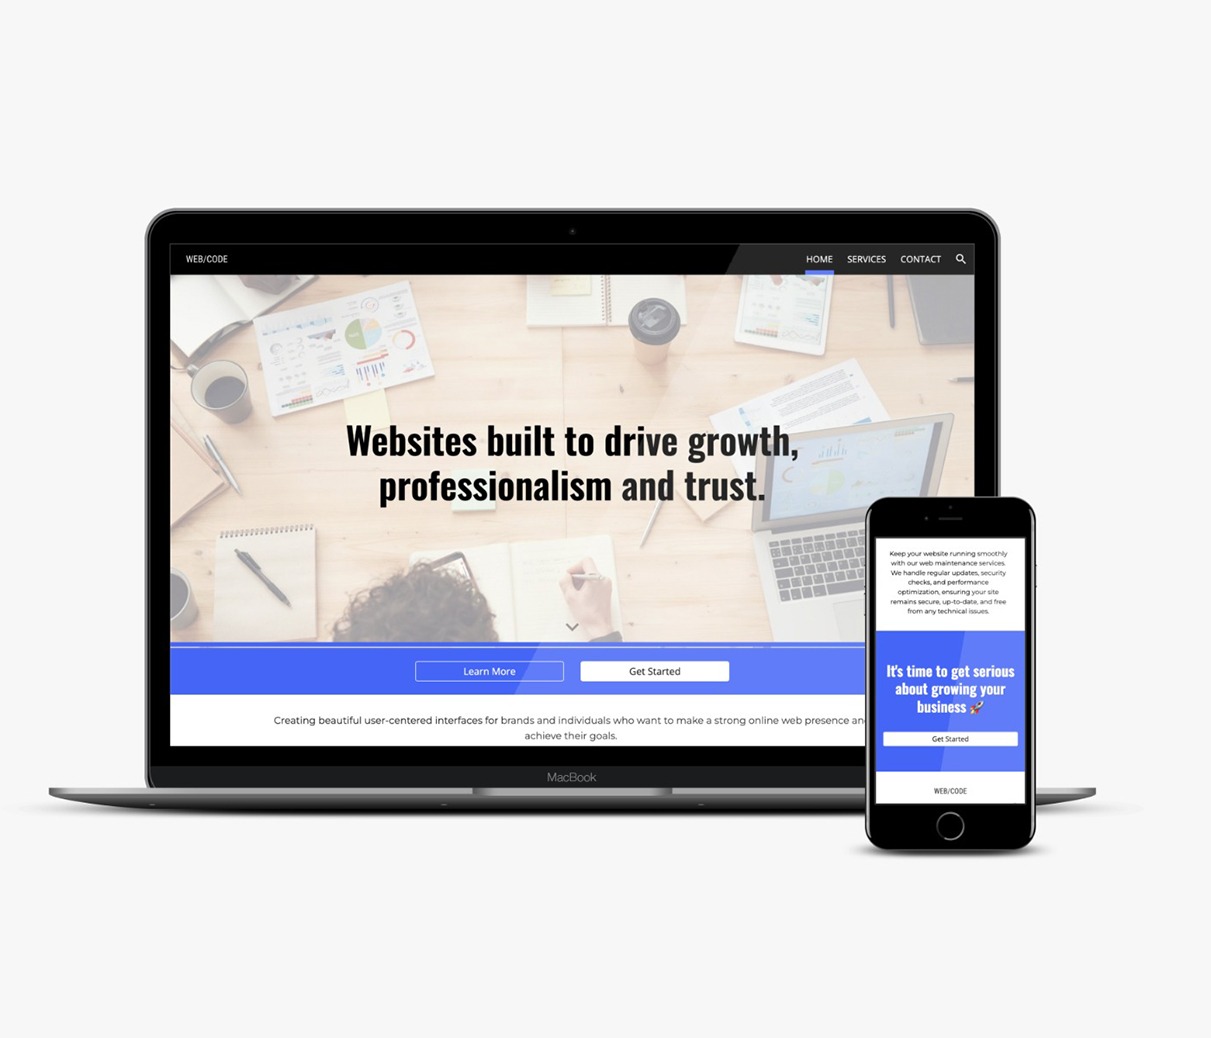 WEB/CODE
HOME SERVICES CONTACT
Websites built to drive growth,
professionalism and trust.
Learn More
Get Started
Creating beautiful user-centered interfaces for brands and individuals who want to make a strong online web presence and
achieve their goals.
MacBook
Keep your website running smoothly
with our web maintenance services.
We handle regular updates, security
checks, and performance
optimization, ensuring your site
remains secure, up-to-date, and free
from any technical issues.
It's time to get serious
about growing your
business 🚀
Get Started
WEB/CODE